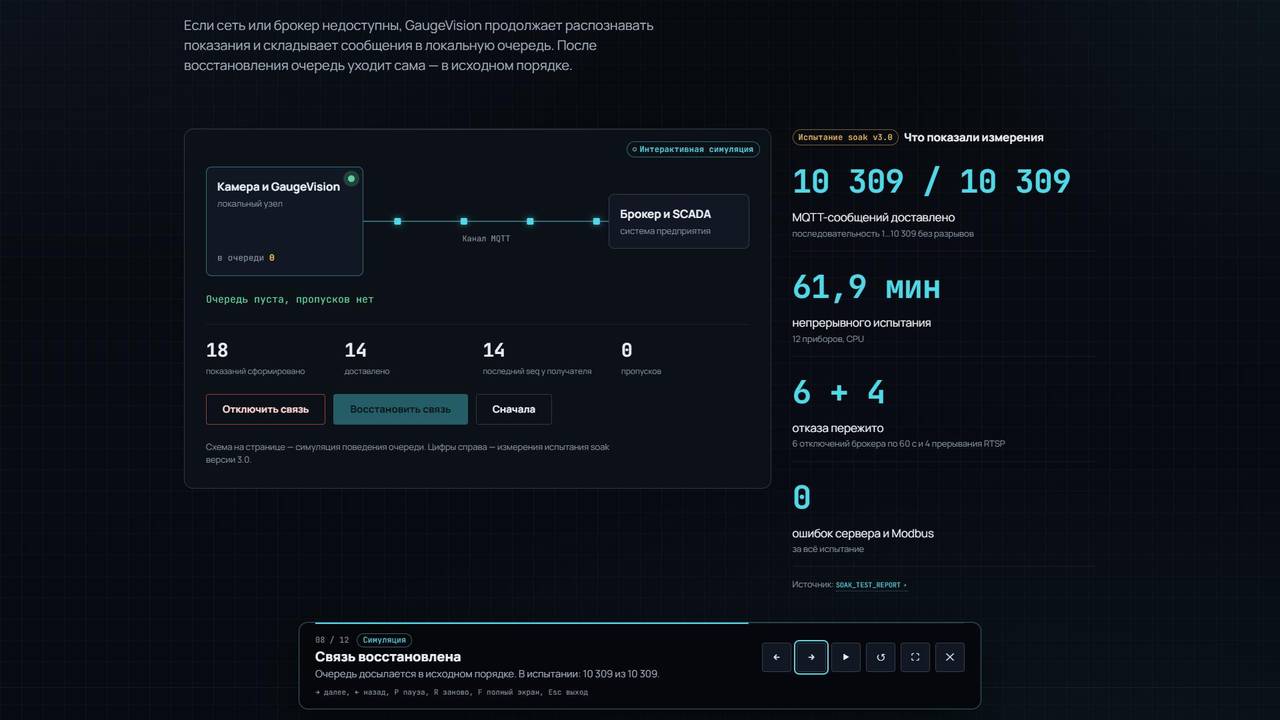 Если сеть или брокер недоступны, GaugeVision продолжает распознавать
показания и складывает сообщения в локальную очередь. После
восстановления очередь уходит сама — в исходном порядке.
Интерактивная симуляция
Камера и GaugeVision
локальный узел
в очереди 0
Канал MQTT
Брокер и SCADA
система предприятия
Очередь пуста, пропусков нет
18
показаний сформировано
14
доставлено
14
последний seq у получателя
0
пропусков
Отключить связь
Восстановить связь
Сначала
Схема на странице — симуляция поведения очереди. Цифры справа — измерения испытания soak
версии 3.0.
Испытание soak v3.0 Что показали измерения
10 309 / 10 309
MQTT-сообщений доставлено
последовательность 1…10 309 без разрывов
61,9 мин
непрерывного испытания
12 приборов, CPU
6 + 4
отказа пережито
6 отключений брокера по 60 с и 4 прерывания RTSP
0
ошибок сервера и Modbus
за всё испытание
Источник: SOAK_TEST_REPORT
08 / 12 Симуляция
Связь восстановлена
Очередь досылается в исходном порядке. В испытании: 10 309 из 10 309.
→ далее, ← назад, P пауза, R заново, F полный экран, Esc выход